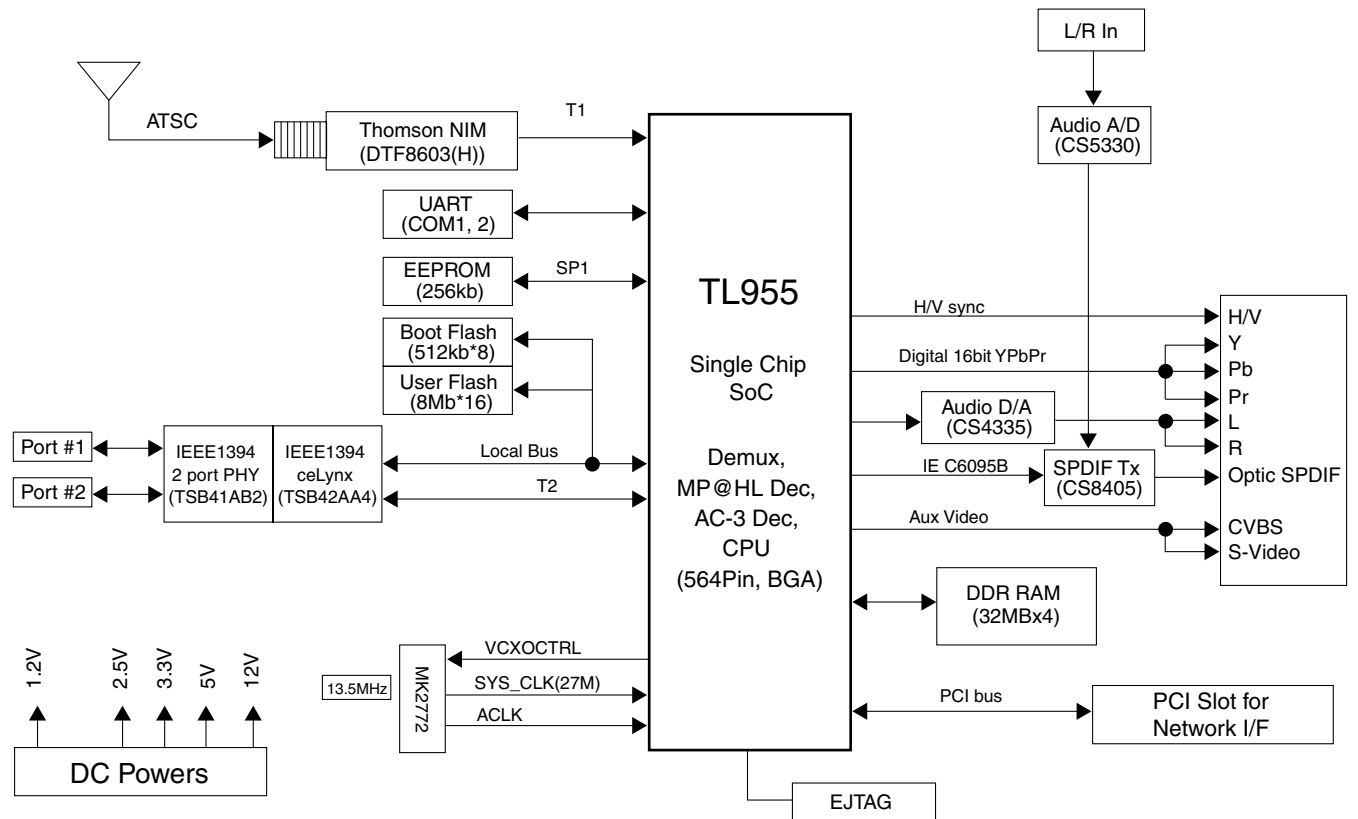 L/R In
ATSC
Thomson NIM
(DTF8603(H))
T1
Audio A/D
(CS5330)
UART
(COM1, 2)
EEPROM
(256kb)
SP1
Boot Flash
(512kb*8)
User Flash
(8Mb*16)
Port #1
Port #2
IEEE1394
2 port PHY
(TSB41AB2)
IEEE1394
ceLynx
(TSB42AA4)
Local Bus
T2
TL955
Single Chip
SoC
Demux,
MP@HL Dec,
AC-3 Dec,
CPU
(564Pin, BGA)
H/V sync
Digital 16bit YPbPr
Audio D/A
(CS4335)
IE C6095B
SPDIF Tx
(CS8405)
Aux Video
H/V
Y
Pb
Pr
L
R
Optic SPDIF
CVBS
S-Video
DDR RAM
(32MBx4)
PCI bus
PCI Slot for
Network I/F
1.2V
2.5V
3.3V
5V
12V
DC Powers
13.5MHz
MK2772
VCXOCTRL
SYS_CLK(27M)
ACLK
EJTAG